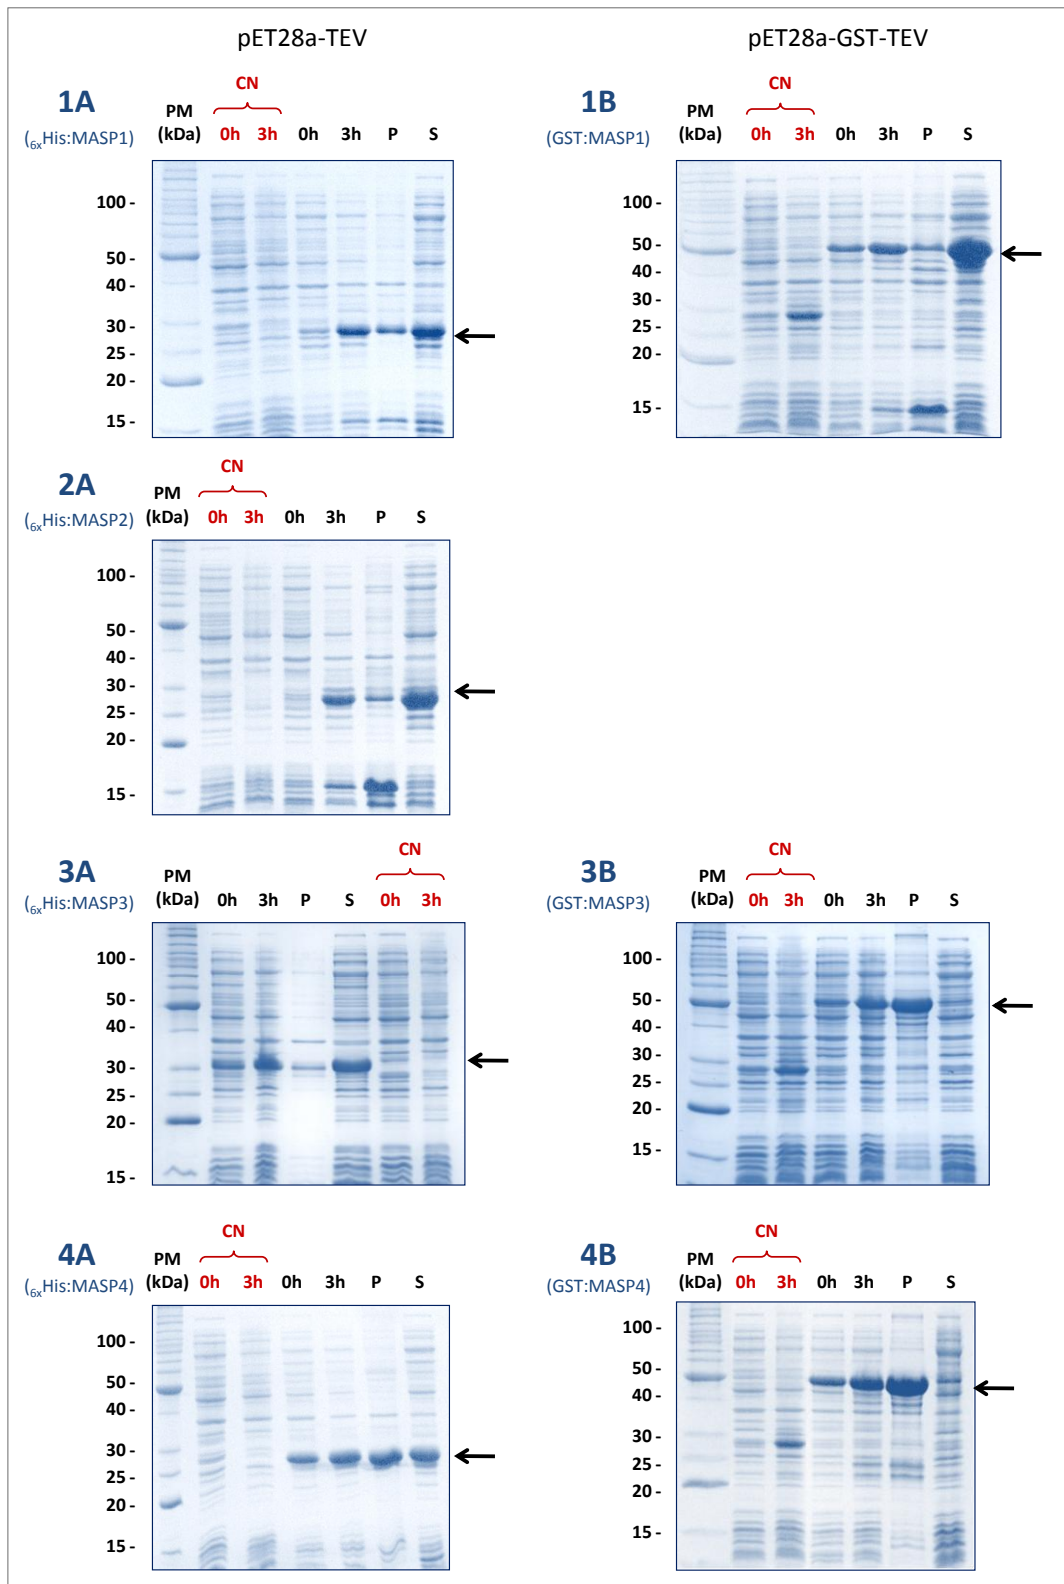 pET28a-TEV
pET28a-GST-TEV
1A
(6xHis:MASP1)
CN
PM
(kDa)
0h 3h 0h 3h P S
100 -
50 -
40 -
30 -
25 -
20 -
15 -
1B
(GST:MASP1)
CN
PM
(kDa)
0h 3h 0h 3h P S
100 -
50 -
40 -
30 -
25 -
20 -
15 -
2A
(6xHis:MASP2)
CN
PM
(kDa)
0h 3h 0h 3h P S
100 -
50 -
40 -
30 -
25 -
20 -
15 -
3A
(6xHis:MASP3)
CN
PM
(kDa)
0h 3h P S 0h 3h
100 -
50 -
40 -
30 -
20 -
15 -
3B
(GST:MASP3)
CN
PM
(kDa)
0h 3h 0h 3h P S
100 -
50 -
40 -
30 -
25 -
20 -
15 -
4A
(6xHis:MASP4)
CN
PM
(kDa)
0h 3h 0h 3h P S
100 -
50 -
40 -
30 -
25 -
20 -
15 -
4B
(GST:MASP4)
CN
PM
(kDa)
0h 3h 0h 3h P S
100 -
50 -
40 -
30 -
25 -
20 -
15 -